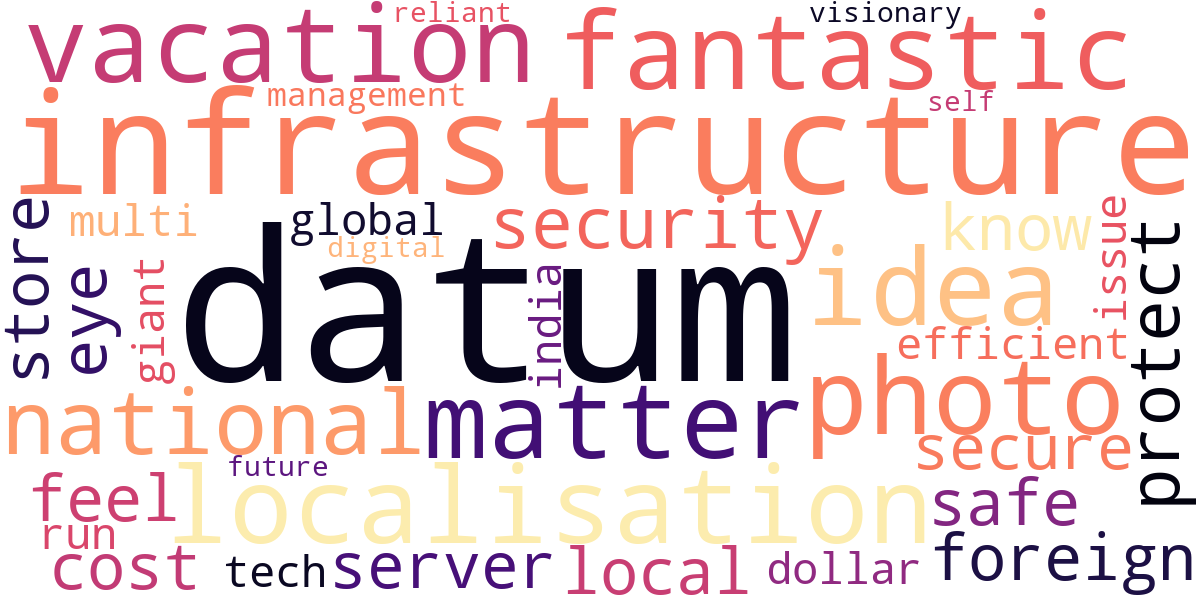 reliant
visionary
vacation
fantastic
management
self
infrastructure
store
multi
global
security
know
issue
protect
digital
eye
giant
datum
india
idea
efficient
national
matter
photo
secure
future
feel
localisation
safe
run
cost
tech
server
local
dollar
foreign